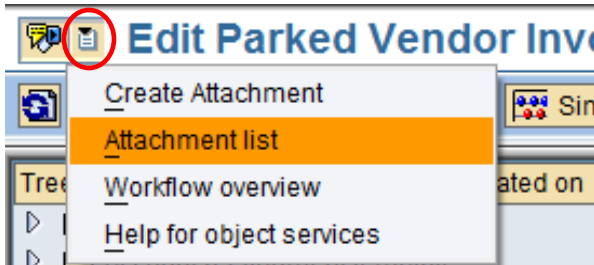 Edit Parked Vendor Inv
Create Attachment
Sin
Attachment list
Tree
Workflow overview
ated on
Help for object services